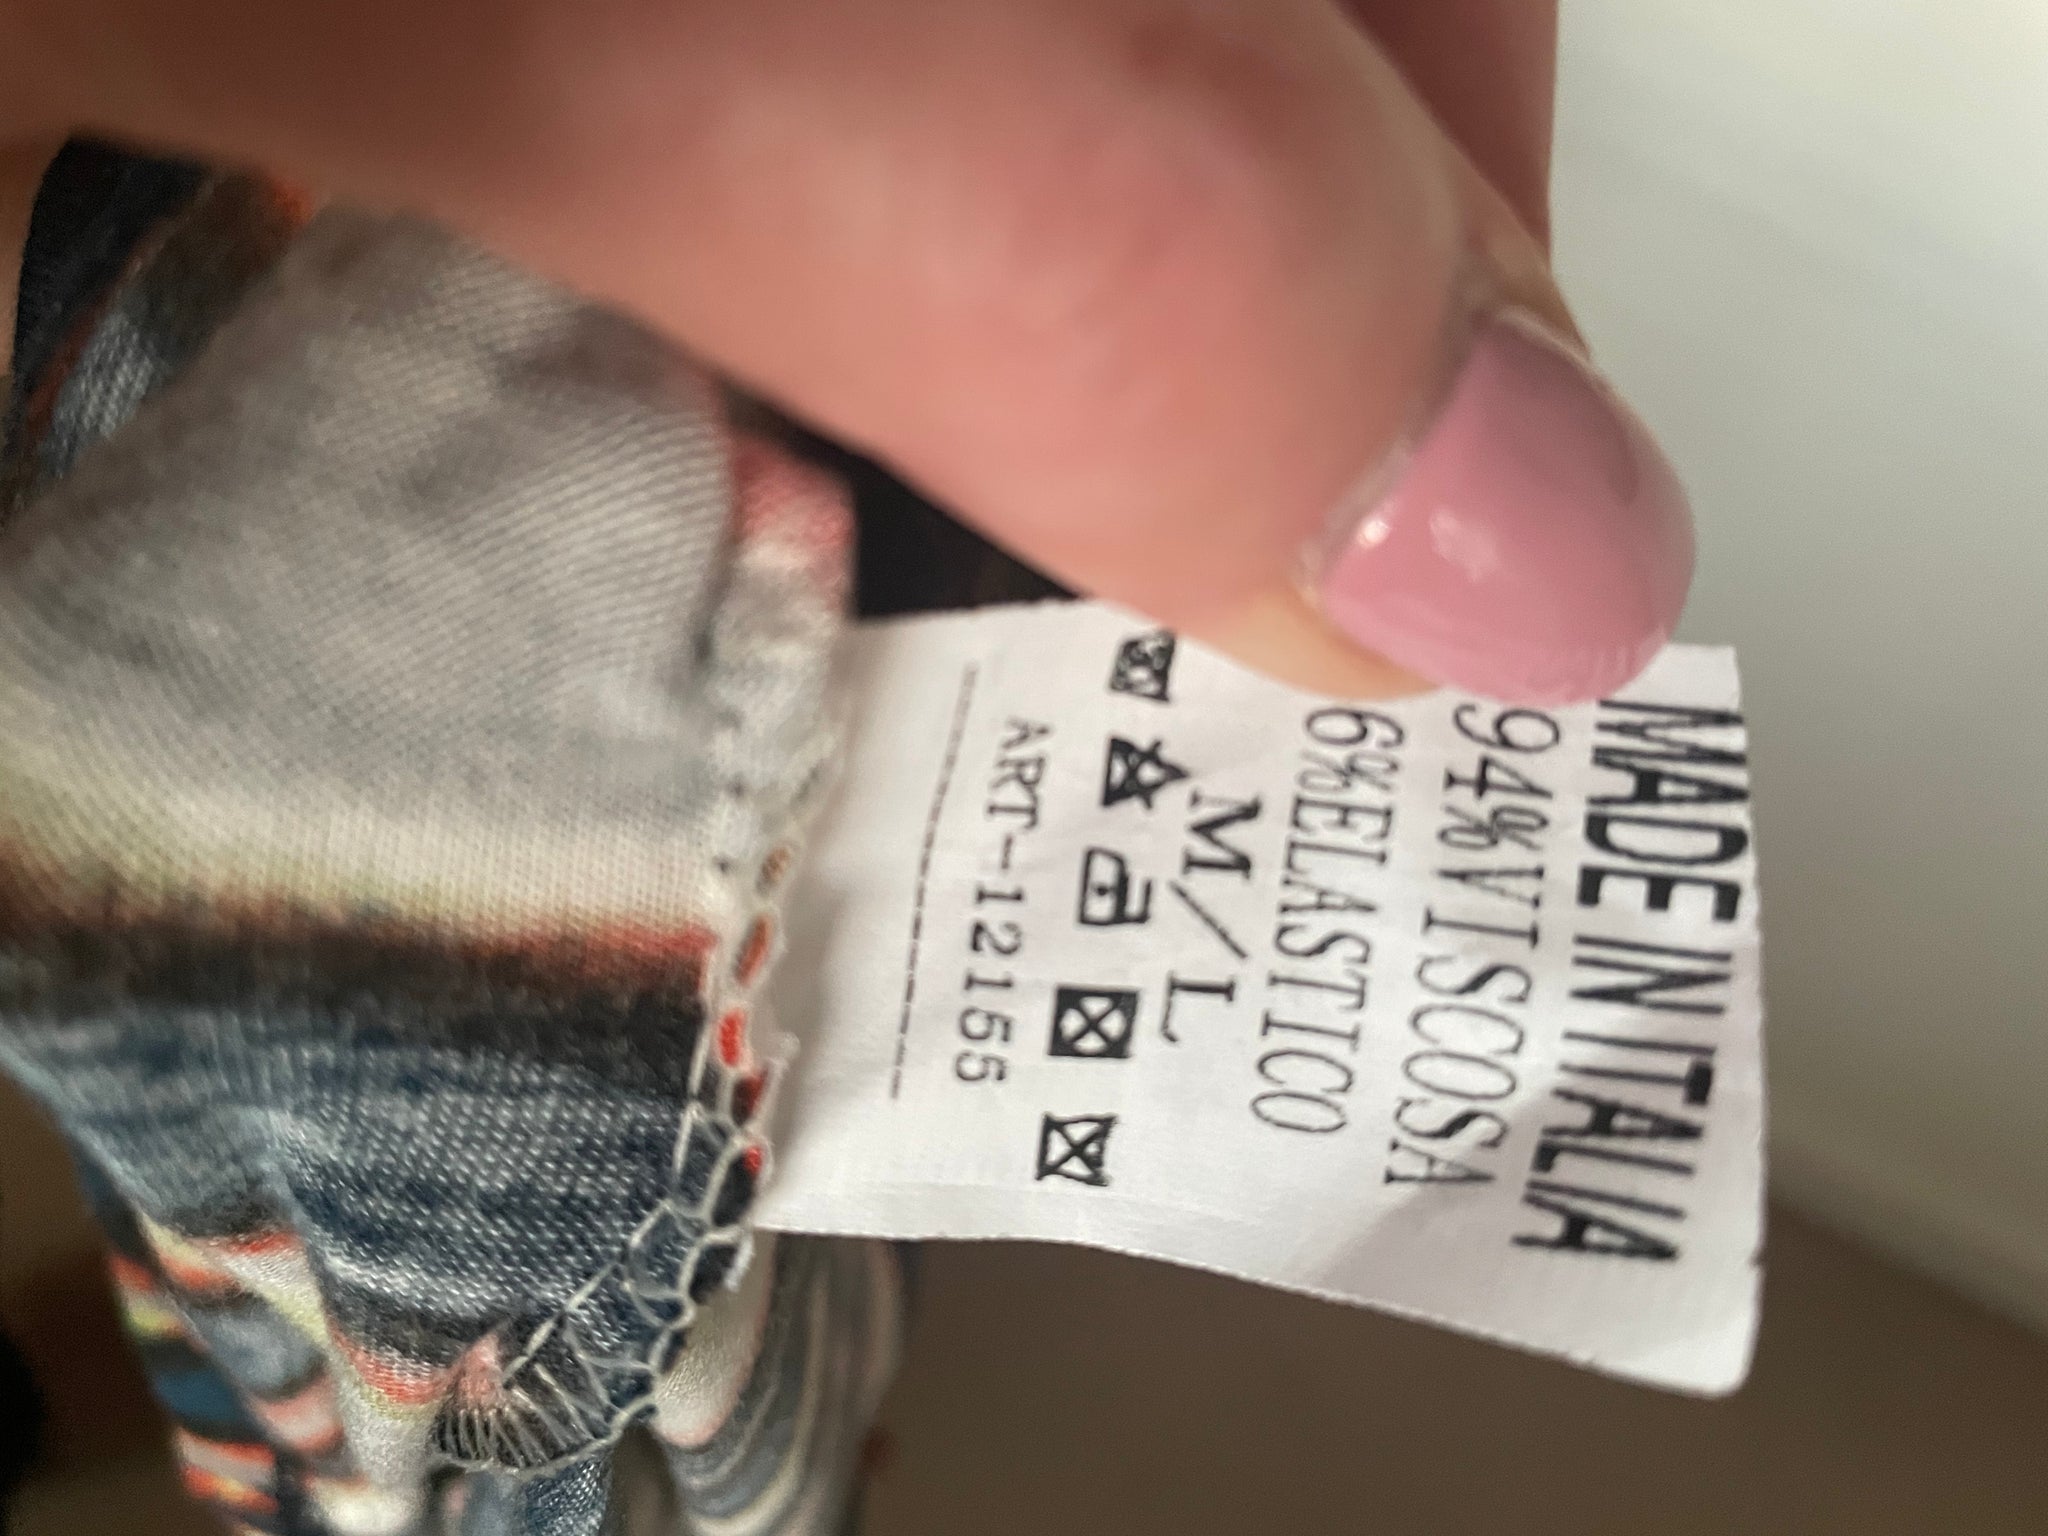 MADE IN ITALIA
94%VISCOSA
6%ELASTICO
M/L
ART-12155